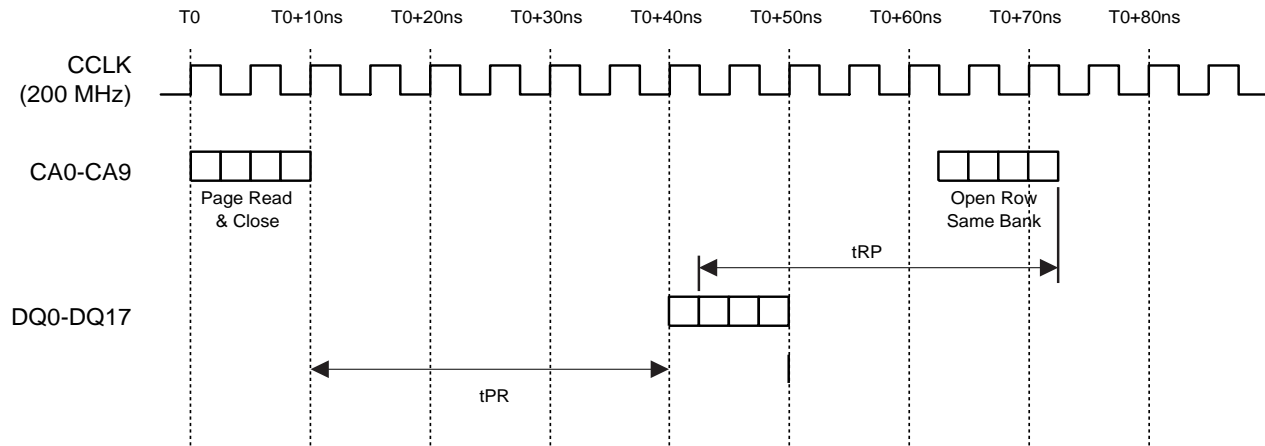 T0 T0+10ns T0+20ns T0+30ns T0+40ns T0+50ns T0+60ns T0+70ns T0+80ns
CCLK
(200 MHz)
CA0-CA9
Page Read
& Close
Open Row
Same Bank
tRP
DQ0-DQ17
tPR